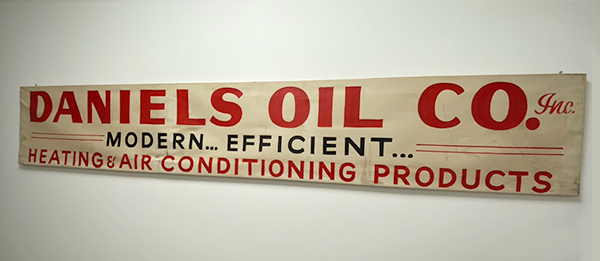 DANIELS OIL CO. Inc.
MODERN... EFFICIENT...
HEATING & AIR CONDITIONING PRODUCTS